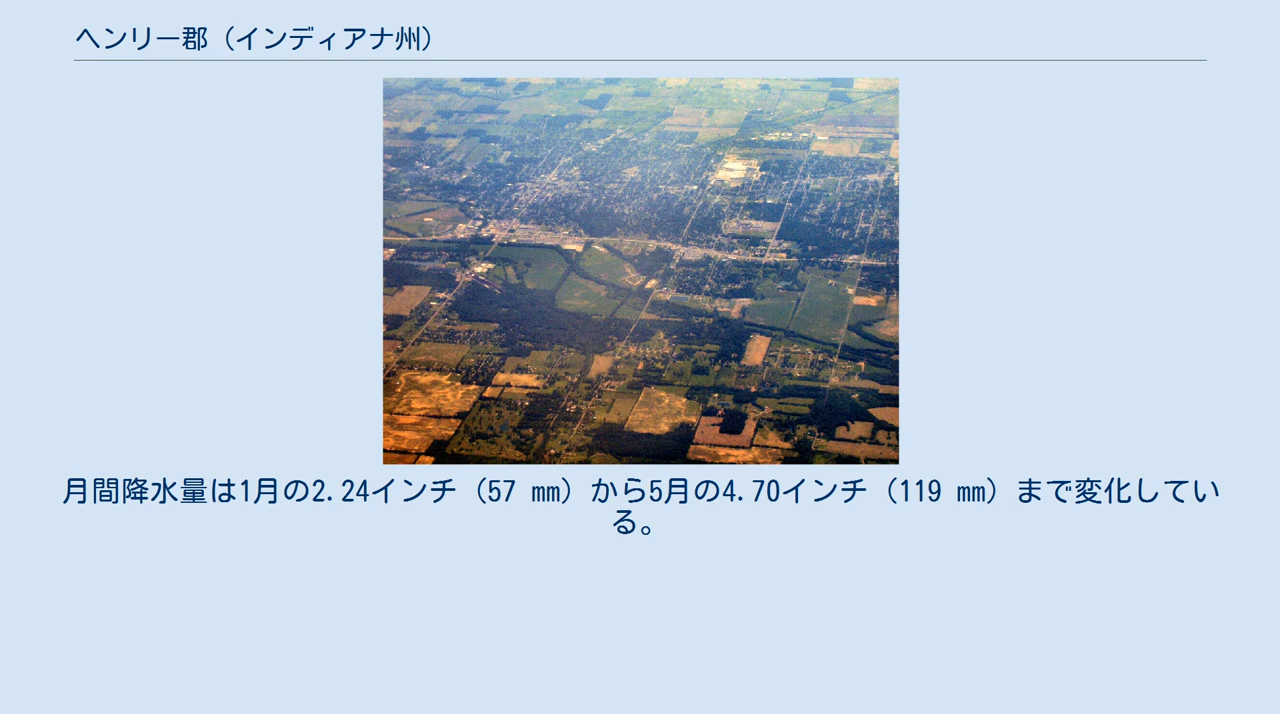 ヘンリー郡（インディアナ州）
月間降水量は1月の2.24インチ（57 mm）から5月の4.70インチ（119 mm）まで変化してい
る。